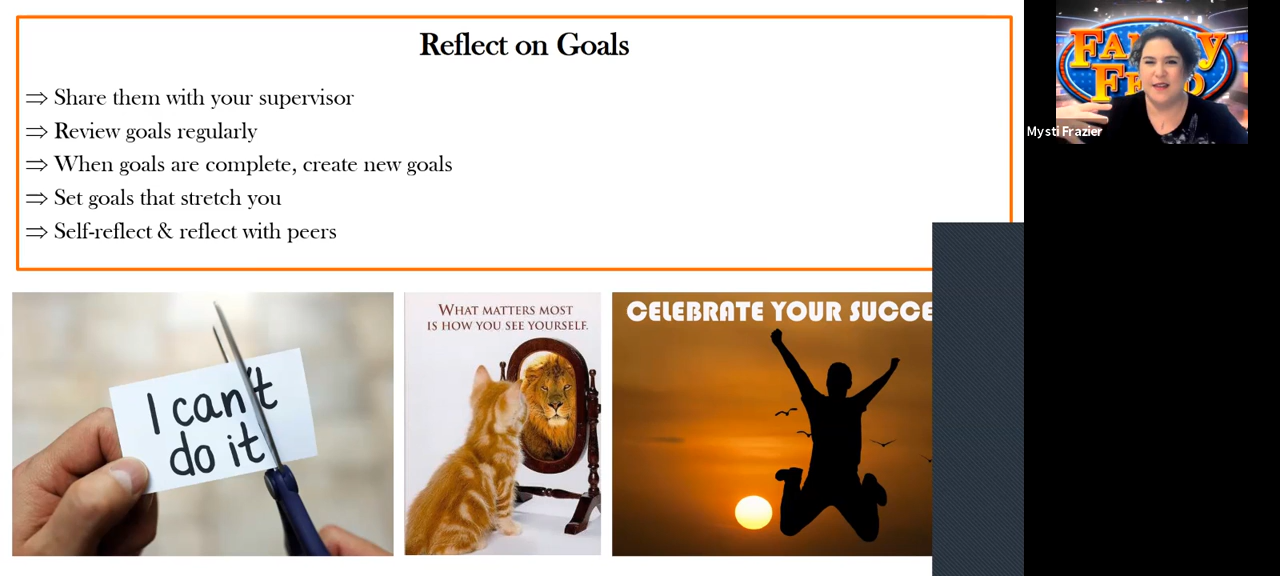 Reflect on Goals
⇒ Share them with your supervisor
⇒ Review goals regularly
⇒ When goals are complete, create new goals
⇒ Set goals that stretch you
⇒ Self-reflect & reflect with peers
I can't
do it
WHAT MATTERS MOST
IS HOW YOU SEE YOURSELF.
CELEBRATE YOUR SUCCE
Mysti Frazier